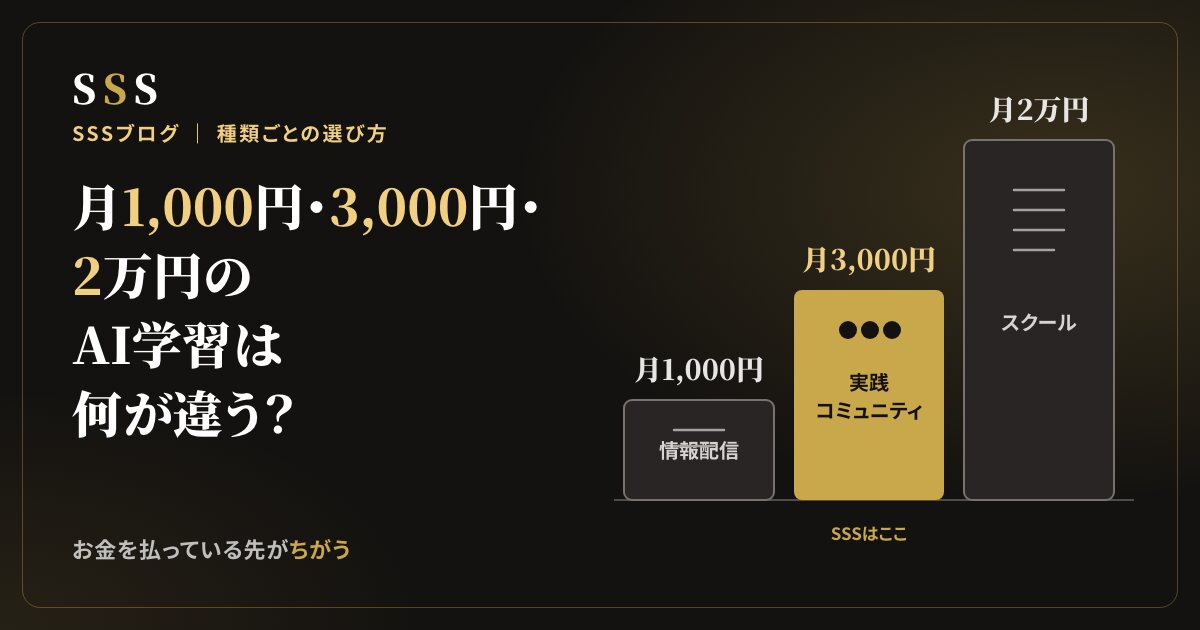 SSS
SSSブログ ｜ 種類ごとの選び方
月1,000円・3,000円・
2万円の
AI学習は
何が違う？
お金を払っている先がちがう
月1,000円
情報配信
月3,000円
実践
コミュニティ
SSSはここ
月2万円
スクール